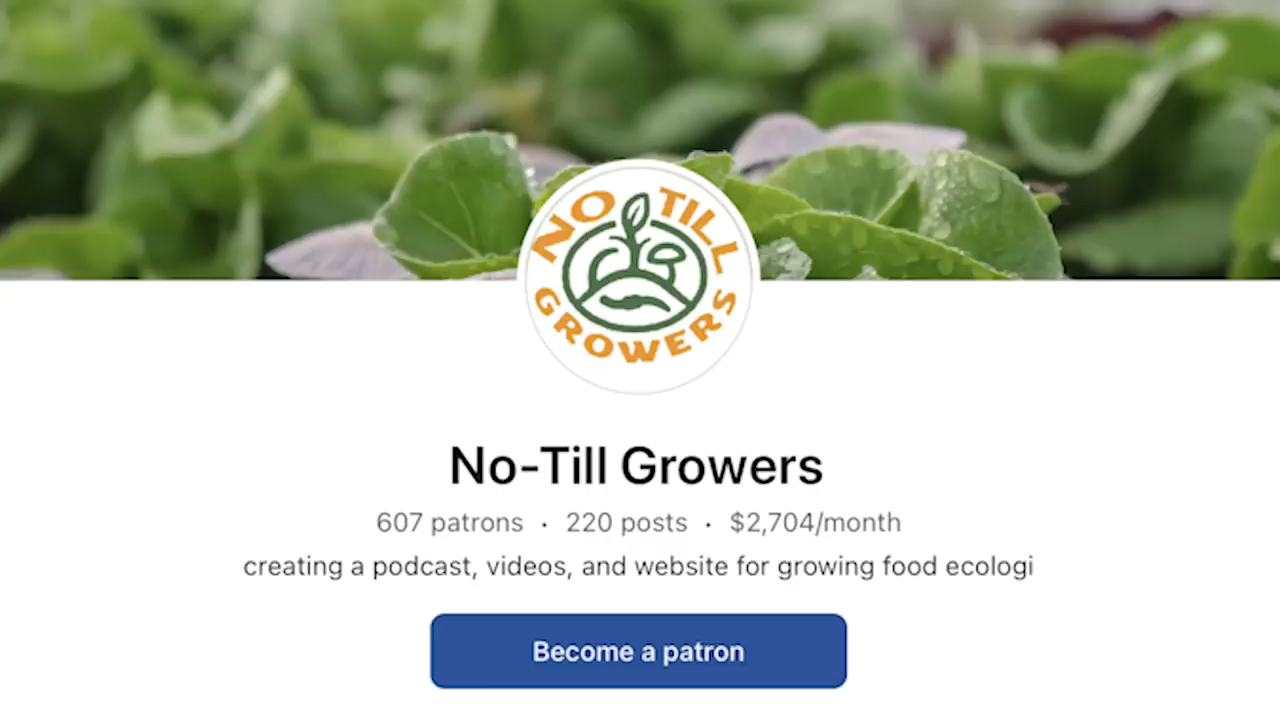 NO TILL
GROWERS
No-Till Growers
607 patrons · 220 posts · $2,704/month
creating a podcast, videos, and website for growing food ecologi
Become a patron